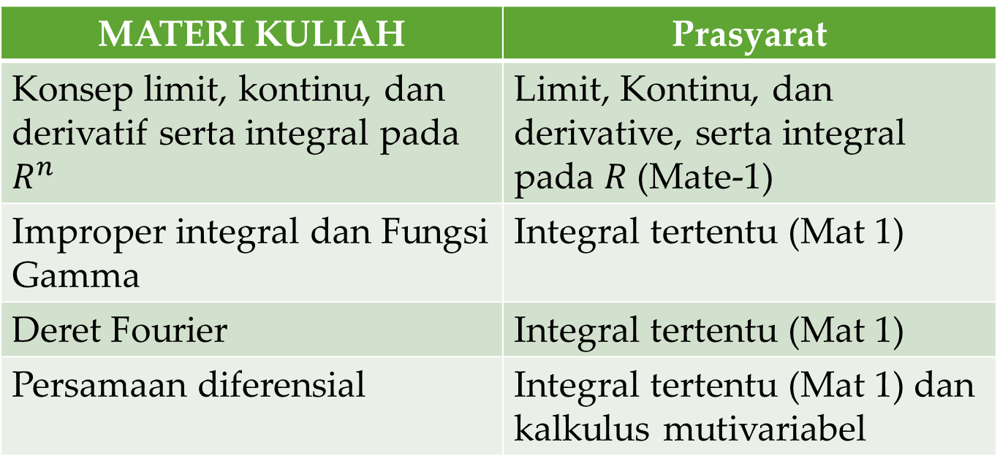 MATERI KULIAH
Prasyarat
Konsep limit, kontinu, dan
derivatif serta integral pada
Rⁿ
Limit, Kontinu, dan
derivative, serta integral
pada R (Mate-1)
Improper integral dan Fungsi
Gamma
Integral tertentu (Mat 1)
Deret Fourier
Integral tertentu (Mat 1)
Persamaan diferensial
Integral tertentu (Mat 1) dan
kalkulus mutivariabel